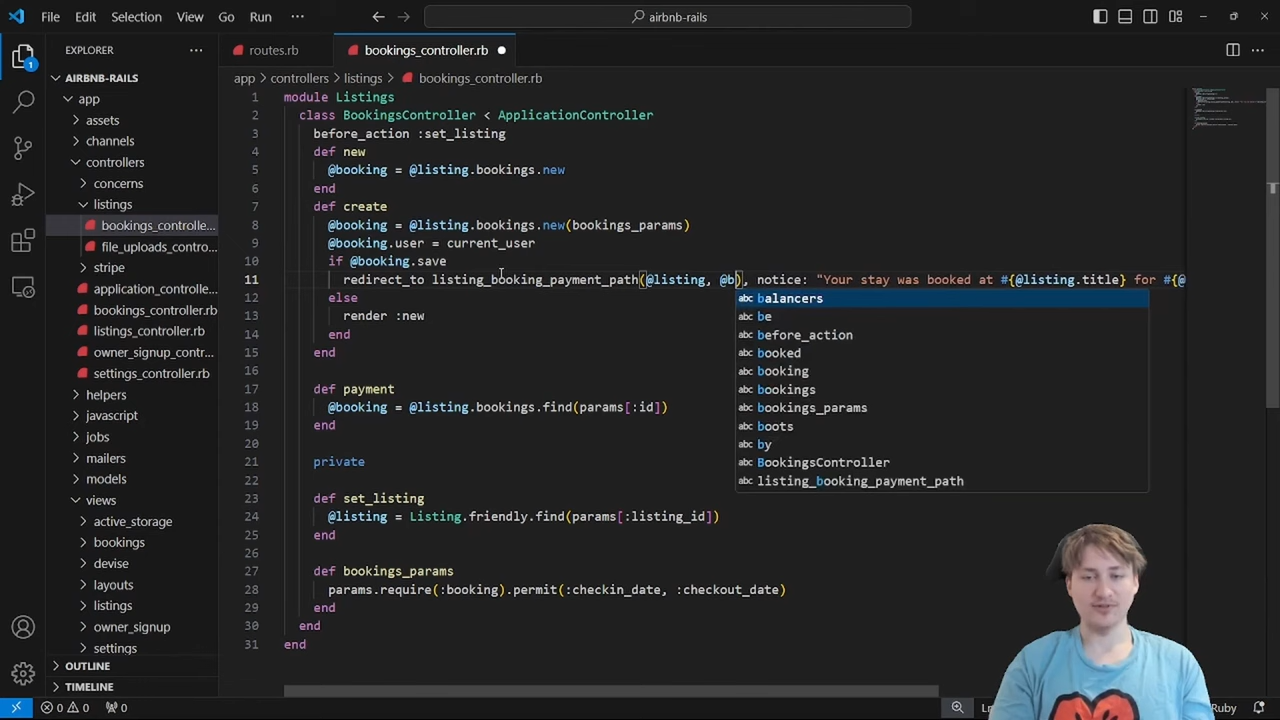 File Edit Selection View Go Run ··· airbnb-rails
EXPLORER ···
routes.rb bookings_controller.rb
AIRBNB-RAILS
app > controllers > listings > bookings_controller.rb
app
assets
channels
controllers
concerns
listings
bookings_controlle...
file_uploads_contro...
stripe
application_controlle...
bookings_controller.rb
listings_controller.rb
owner_signup_contr...
settings_controller.rb
helpers
javascript
jobs
mailers
models
views
active_storage
bookings
devise
layouts
listings
owner_signup
settings
OUTLINE
TIMELINE
1 module Listings
2 class BookingsController < ApplicationController
3 before_action :set_listing
4 def new
5 @booking = @listing.bookings.new
6 end
7 def create
8 @booking = @listing.bookings.new(bookings_params)
9 @booking.user = current_user
10 if @booking.save
11 redirect_to listing_booking_payment_path(@listing, @b), notice: "Your stay was booked at #{@listing.title} for #{@
12 else
13 render :new
14 end
15 end
16
17 def payment
18 @booking = @listing.bookings.find(params[:id])
19 end
20
21 private
22
23 def set_listing
24 @listing = Listing.friendly.find(params[:listing_id])
25 end
26
27 def bookings_params
28 params.require(:booking).permit(:checkin_date, :checkout_date)
29 end
30 end
31 end
abc balancers
abc be
abc before_action
abc booked
abc booking
abc bookings
abc bookings_params
abc boots
abc by
abc BookingsController
abc listing_booking_payment_path
1
0 0 0 Ruby